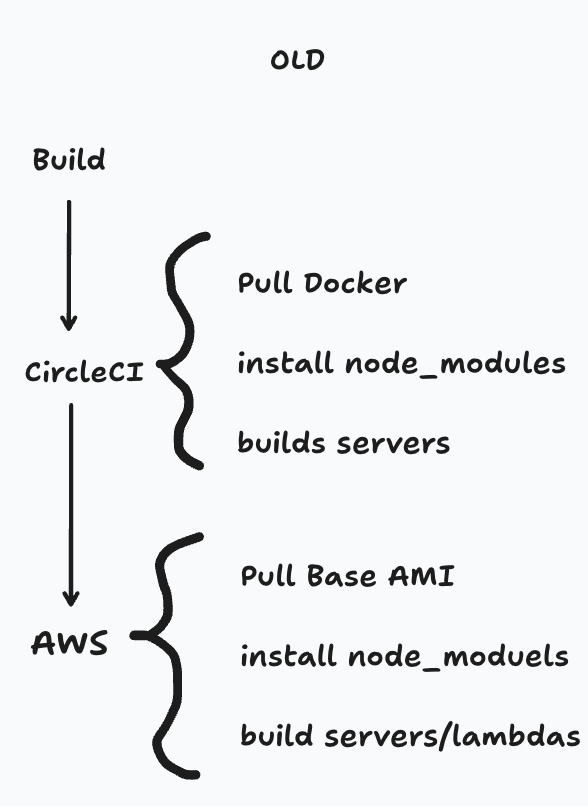 OLD
Build
Pull Docker
install node_modules
CircleCI
builds servers
Pull Base AMI
AWS
install node_moduels
build servers/lambdas